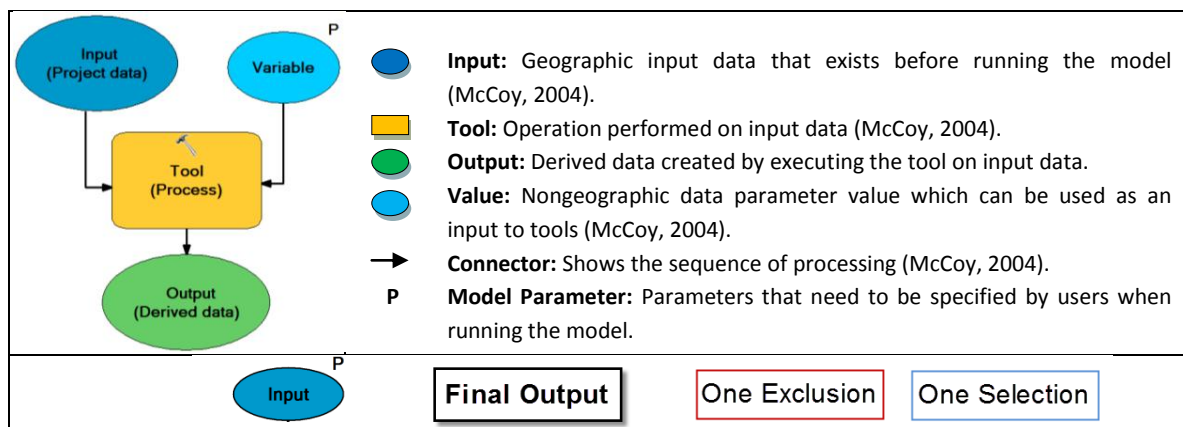 P
Input
(Project data)
Variable
Tool
(Process)
Output
(Derived data)
Input: Geographic input data that exists before running the model
(McCoy, 2004).
Tool: Operation performed on input data (McCoy, 2004).
Output: Derived data created by executing the tool on input data.
Value: Nongeographic data parameter value which can be used as an
input to tools (McCoy, 2004).
Connector: Shows the sequence of processing (McCoy, 2004).
P Model Parameter: Parameters that need to be specified by users when
running the model.
P
Input
Final Output
One Exclusion
One Selection